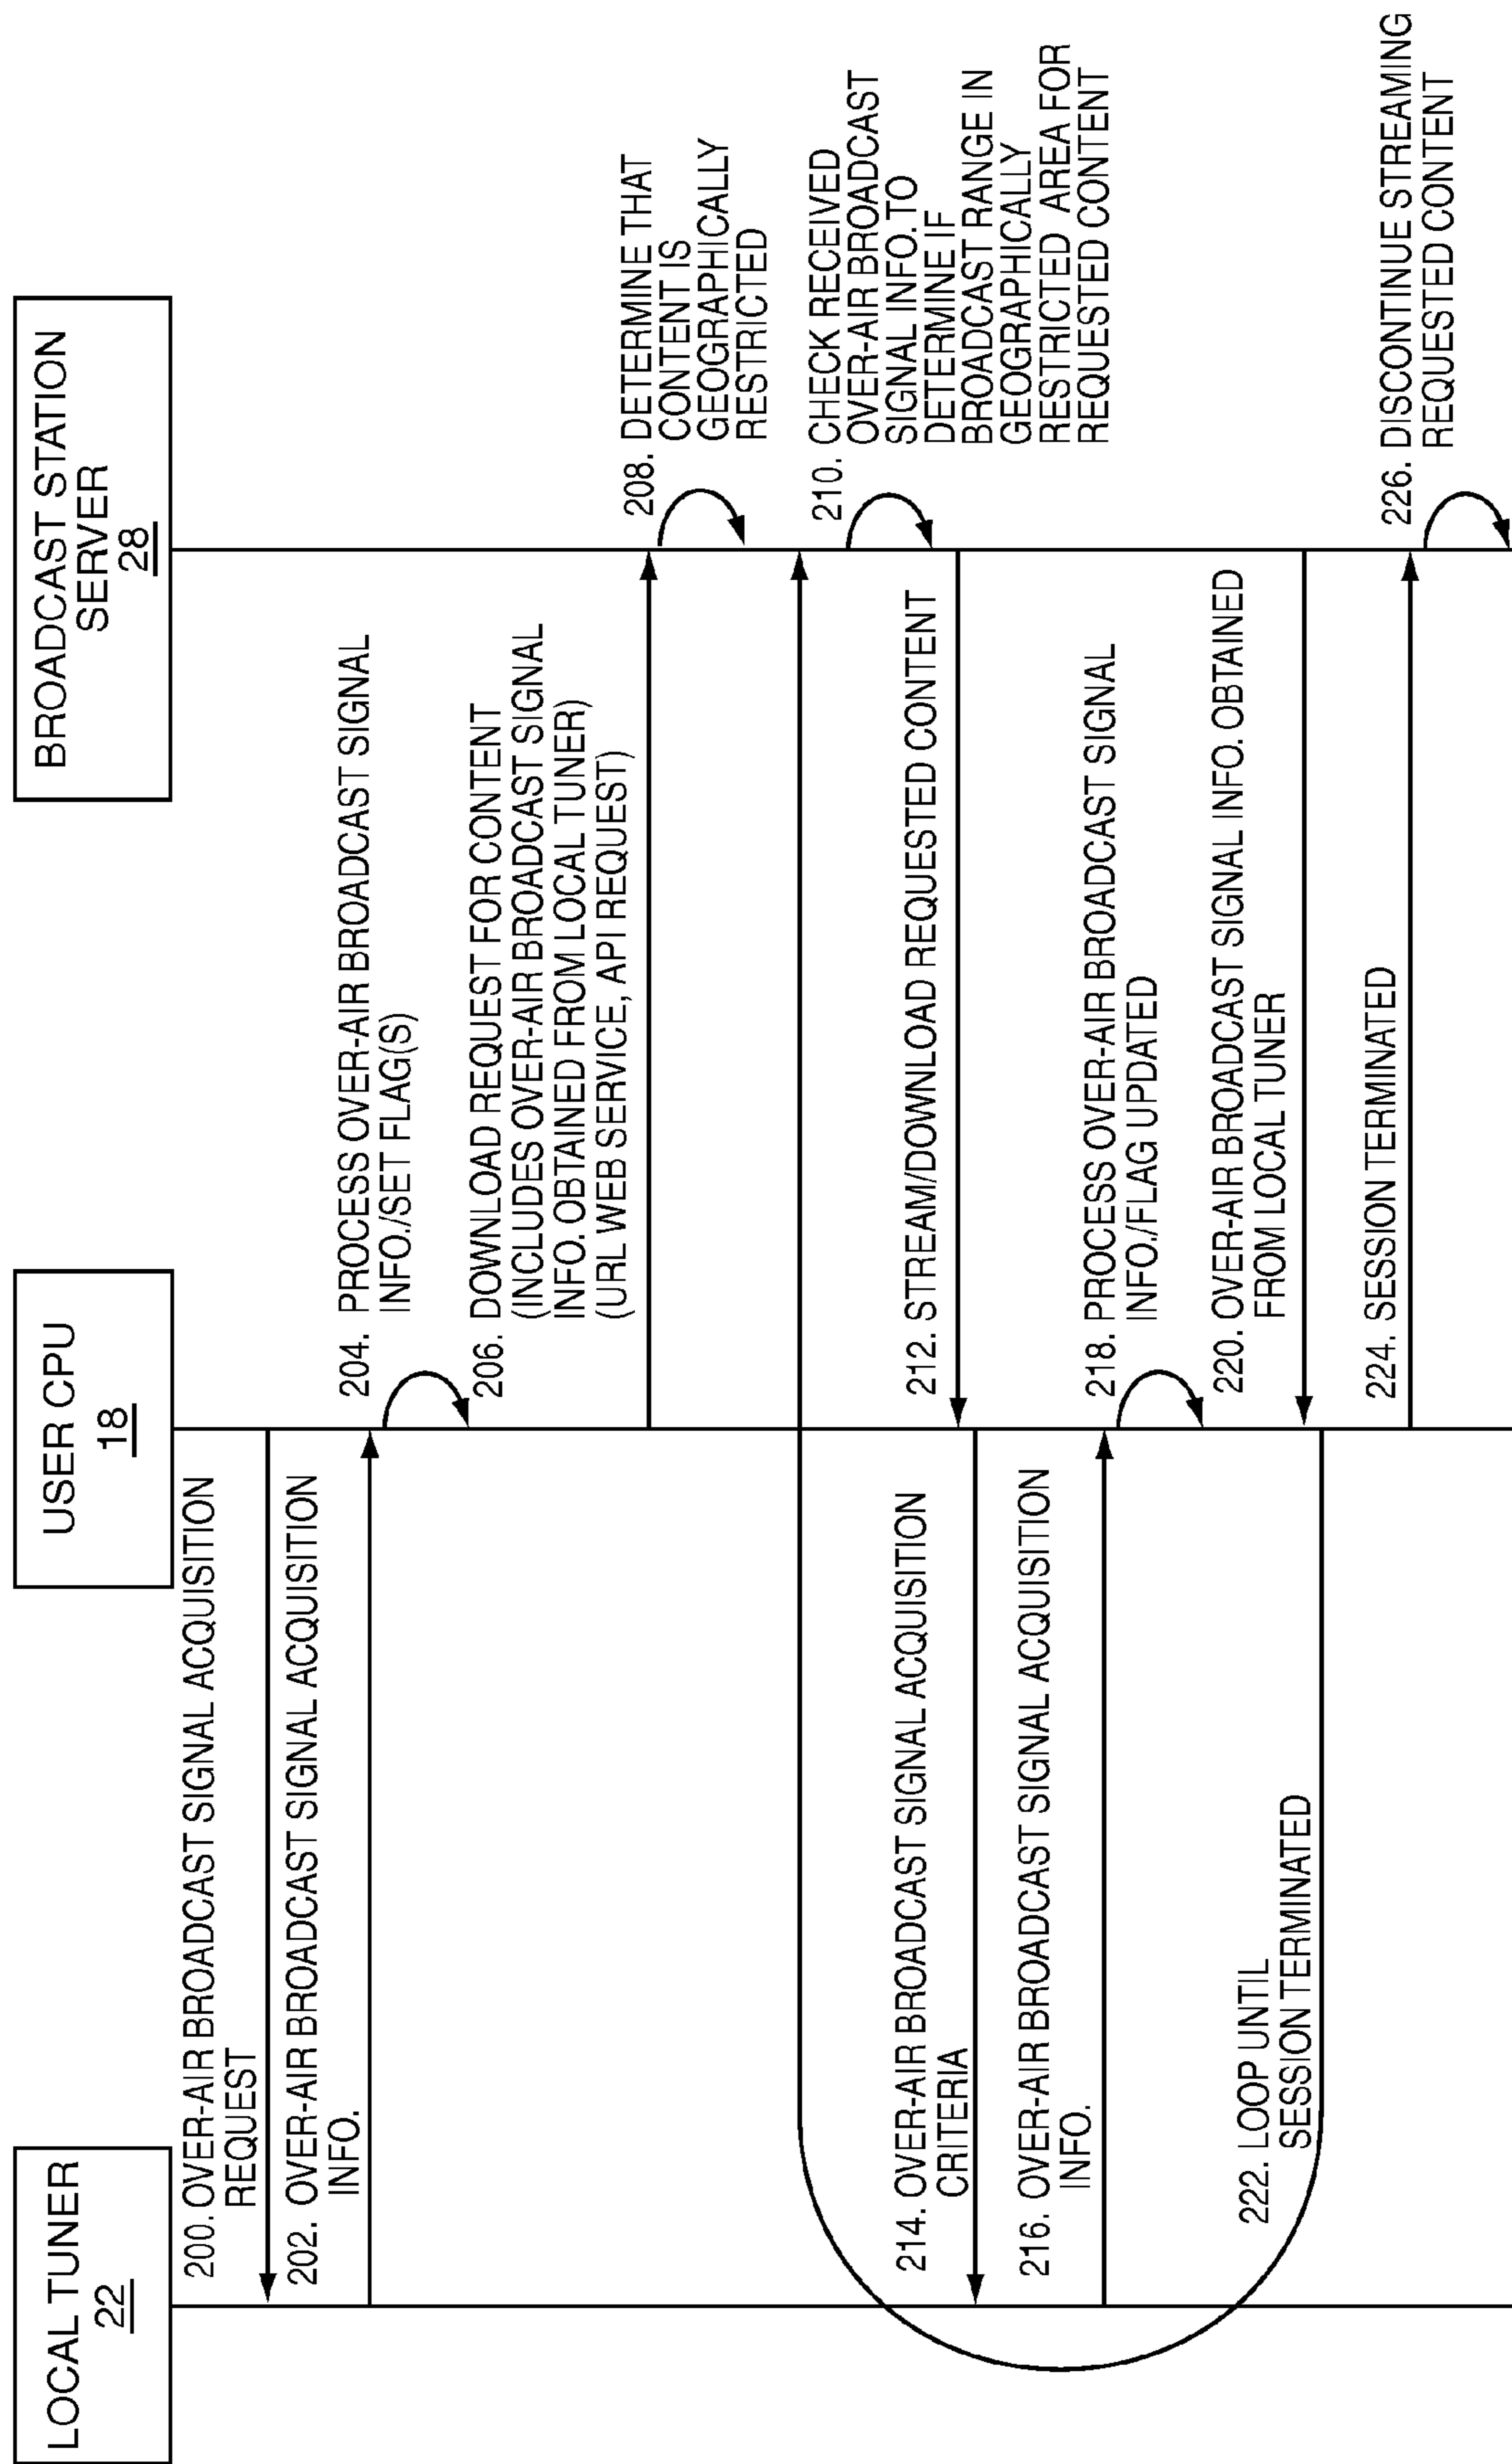 LOCAL TUNER
22
USER CPU
18
BROADCAST STATION
SERVER
28
200. OVER-AIR BROADCAST SIGNAL ACQUISITION
REQUEST
202. OVER-AIR BROADCAST SIGNAL ACQUISITION
INFO.
204. PROCESS OVER-AIR BROADCAST SIGNAL
INFO./SET FLAG(S)
206. DOWNLOAD REQUEST FOR CONTENT
(INCLUDES OVER-AIR BROADCAST SIGNAL
INFO. OBTAINED FROM LOCAL TUNER)
(URL WEB SERVICE, API REQUEST)
208. DETERMINE THAT
CONTENT IS
GEOGRAPHICALLY
RESTRICTED
210. CHECK RECEIVED
OVER-AIR BROADCAST
SIGNAL INFO. TO
DETERMINE IF
BROADCAST RANGE IN
GEOGRAPHICALLY
RESTRICTED AREA FOR
REQUESTED CONTENT
212. STREAM/DOWNLOAD REQUESTED CONTENT
214. OVER-AIR BROADCAST SIGNAL ACQUISITION
CRITERIA
216. OVER-AIR BROADCAST SIGNAL ACQUISITION
INFO.
218. PROCESS OVER-AIR BROADCAST SIGNAL
INFO./FLAG UPDATED
220. OVER-AIR BROADCAST SIGNAL INFO. OBTAINED
FROM LOCAL TUNER
222. LOOP UNTIL
SESSION TERMINATED
224. SESSION TERMINATED
226. DISCONTINUE STREAMING
REQUESTED CONTENT